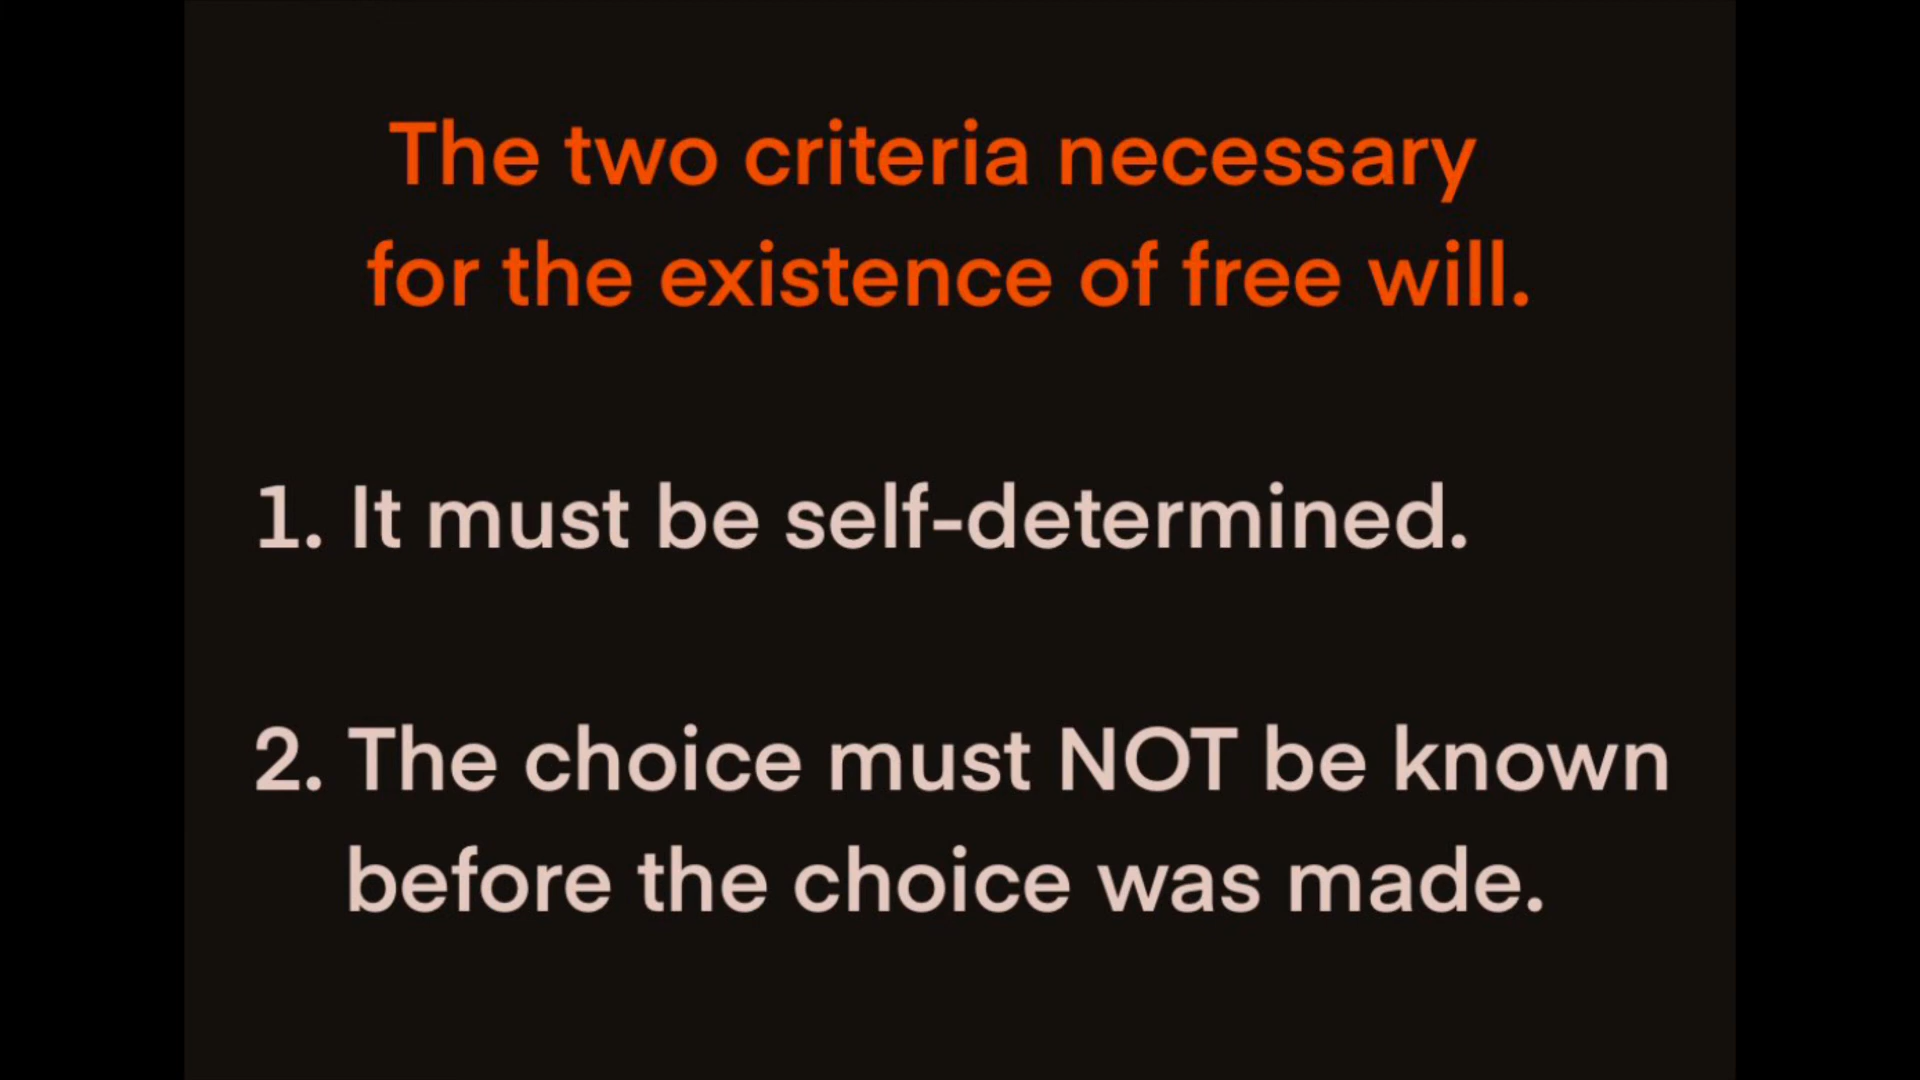 The two criteria necessary
for the existence of free will.
1. It must be self-determined.
2. The choice must NOT be known
before the choice was made.